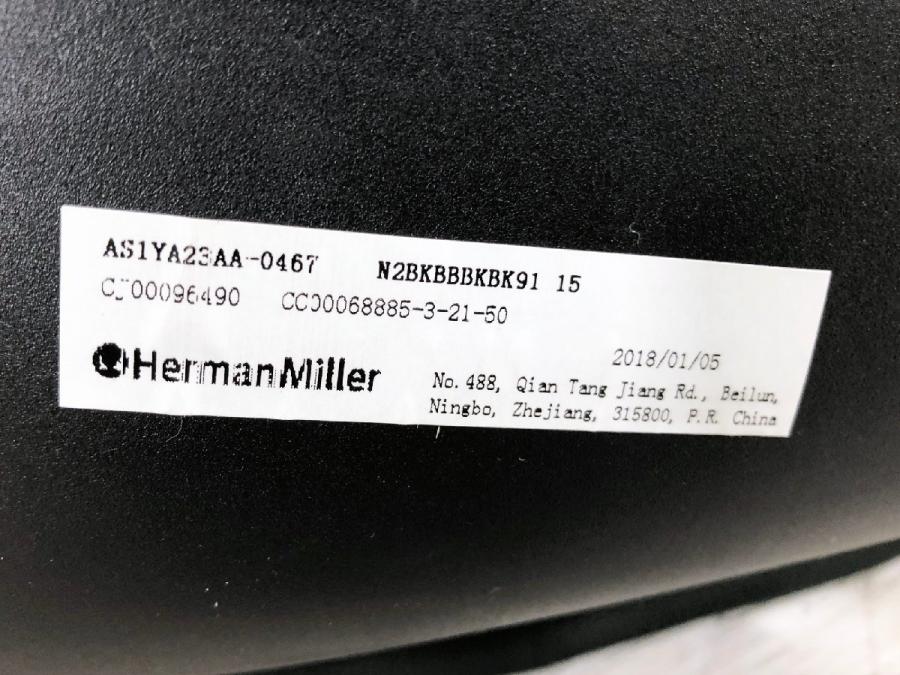 AS1YA23AA-0467 N2BKBBBKBK91 15
CC00068885-3-21-50
HermanMiller
2018/01/05
No. 488, Qian Tang Jiang Rd., Beilun,
Ningbo, Zhejiang, 315800, P.R. China